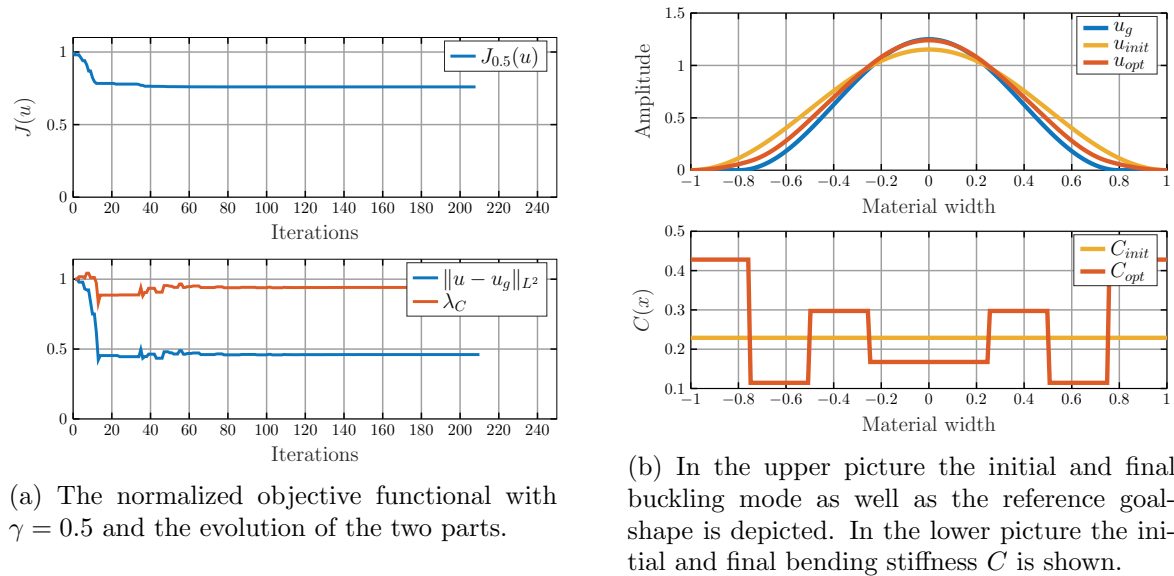 1
0.5
0
J(u)
0 20 40 60 80 100 120 140 160 180 200 220 240
Iterations
J_{0.5}(u)
1
0.5
0
0 20 40 60 80 100 120 140 160 180 200 220 240
Iterations
‖u − u_g‖_{L^2}
λ_C
(a) The normalized objective functional with
γ = 0.5 and the evolution of the two parts.
1.5
1
0.5
0
Amplitude
−1 −0.8 −0.6 −0.4 −0.2 0 0.2 0.4 0.6 0.8 1
Material width
u_g
u_{init}
u_{opt}
0.5
0.4
0.3
0.2
0.1
C(x)
−1 −0.8 −0.6 −0.4 −0.2 0 0.2 0.4 0.6 0.8 1
Material width
C_{init}
C_{opt}
(b) In the upper picture the initial and final
buckling mode as well as the reference goal-
shape is depicted. In the lower picture the ini-
tial and final bending stiffness C is shown.